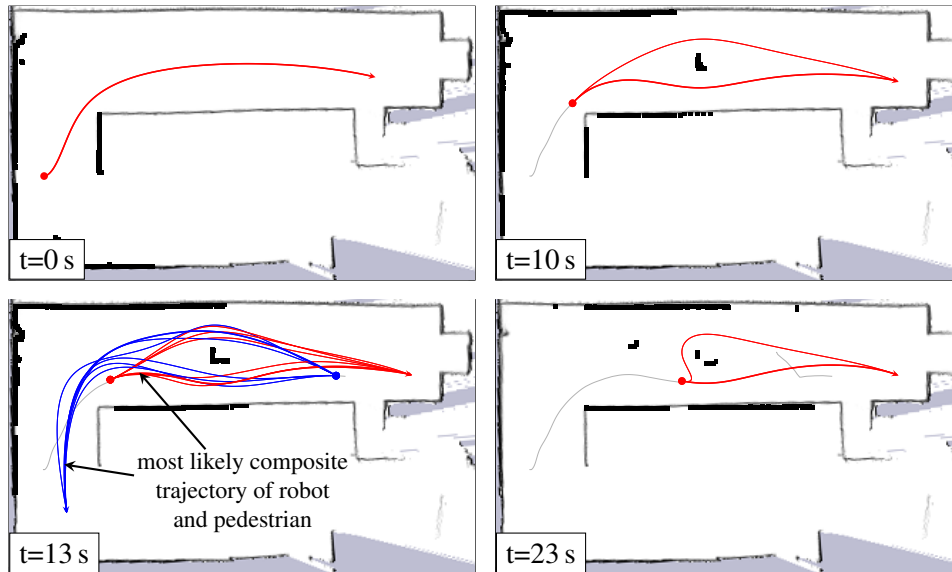 t=0 s
t=10 s
most likely composite
trajectory of robot
and pedestrian
t=13 s
t=23 s